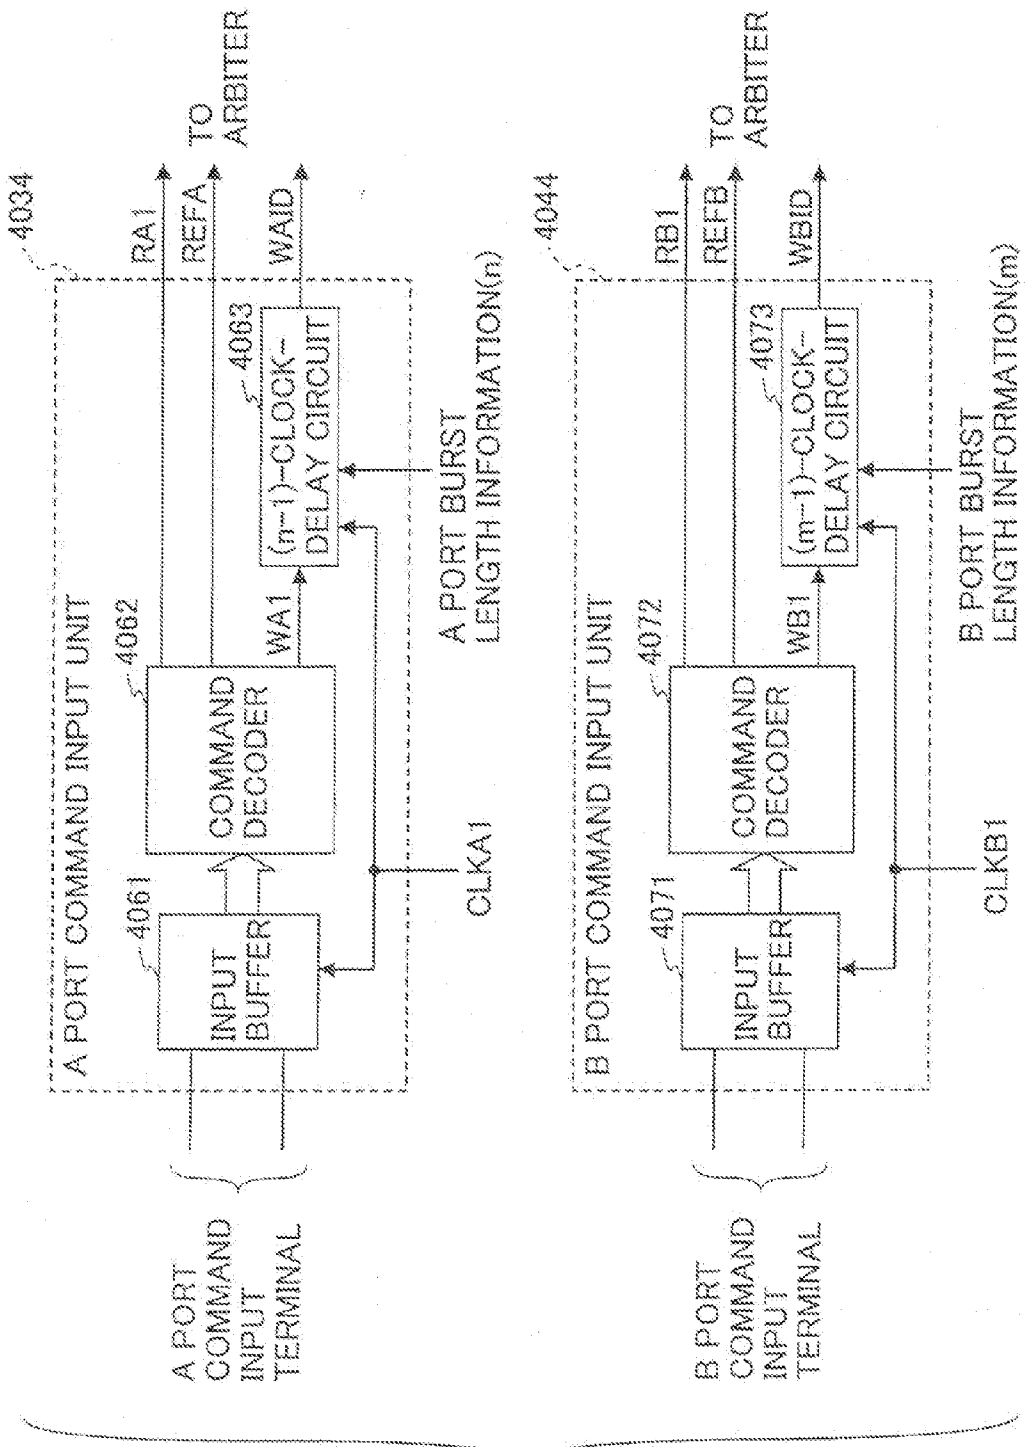 4034
A PORT COMMAND INPUT UNIT
A PORT
COMMAND
INPUT
TERMINAL
4061
INPUT
BUFFER
4062
COMMAND
DECODER
RA1
REFA
WA1
4063
(n-1)-CLOCK-
DELAY CIRCUIT
WAID
TO
ARBITER
CLKA1
A PORT BURST
LENGTH INFORMATION(n)
4044
B PORT COMMAND INPUT UNIT
B PORT
COMMAND
INPUT
TERMINAL
4071
INPUT
BUFFER
4072
COMMAND
DECODER
RB1
REFB
WB1
4073
(m-1)-CLOCK-
DELAY CIRCUIT
WBID
TO
ARBITER
CLKB1
B PORT BURST
LENGTH INFORMATION(m)